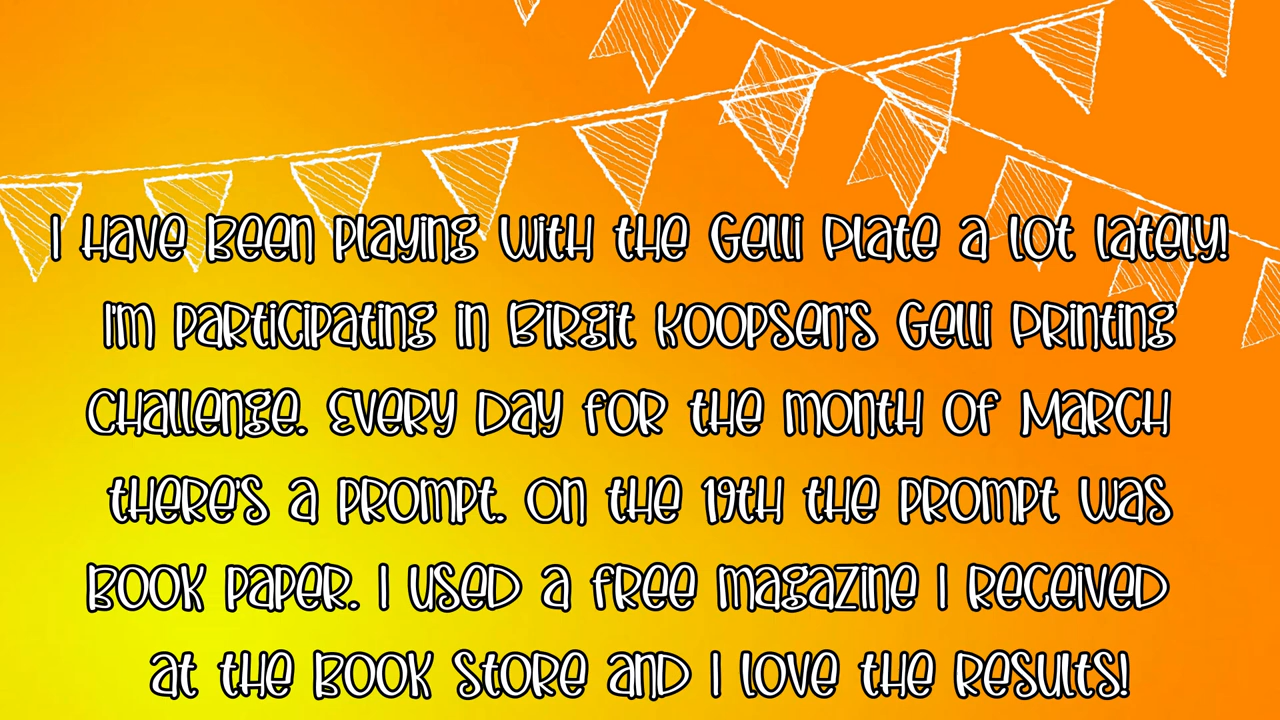 I have been playing with the Gelli Plate a lot lately!
I'm participating in Birgit Koopsen's Gelli Printing
Challenge. Every Day for the month of March
there's a prompt. On the 19th the prompt was
Book paper. I used a free magazine I received
at the Book Store and I love the results!